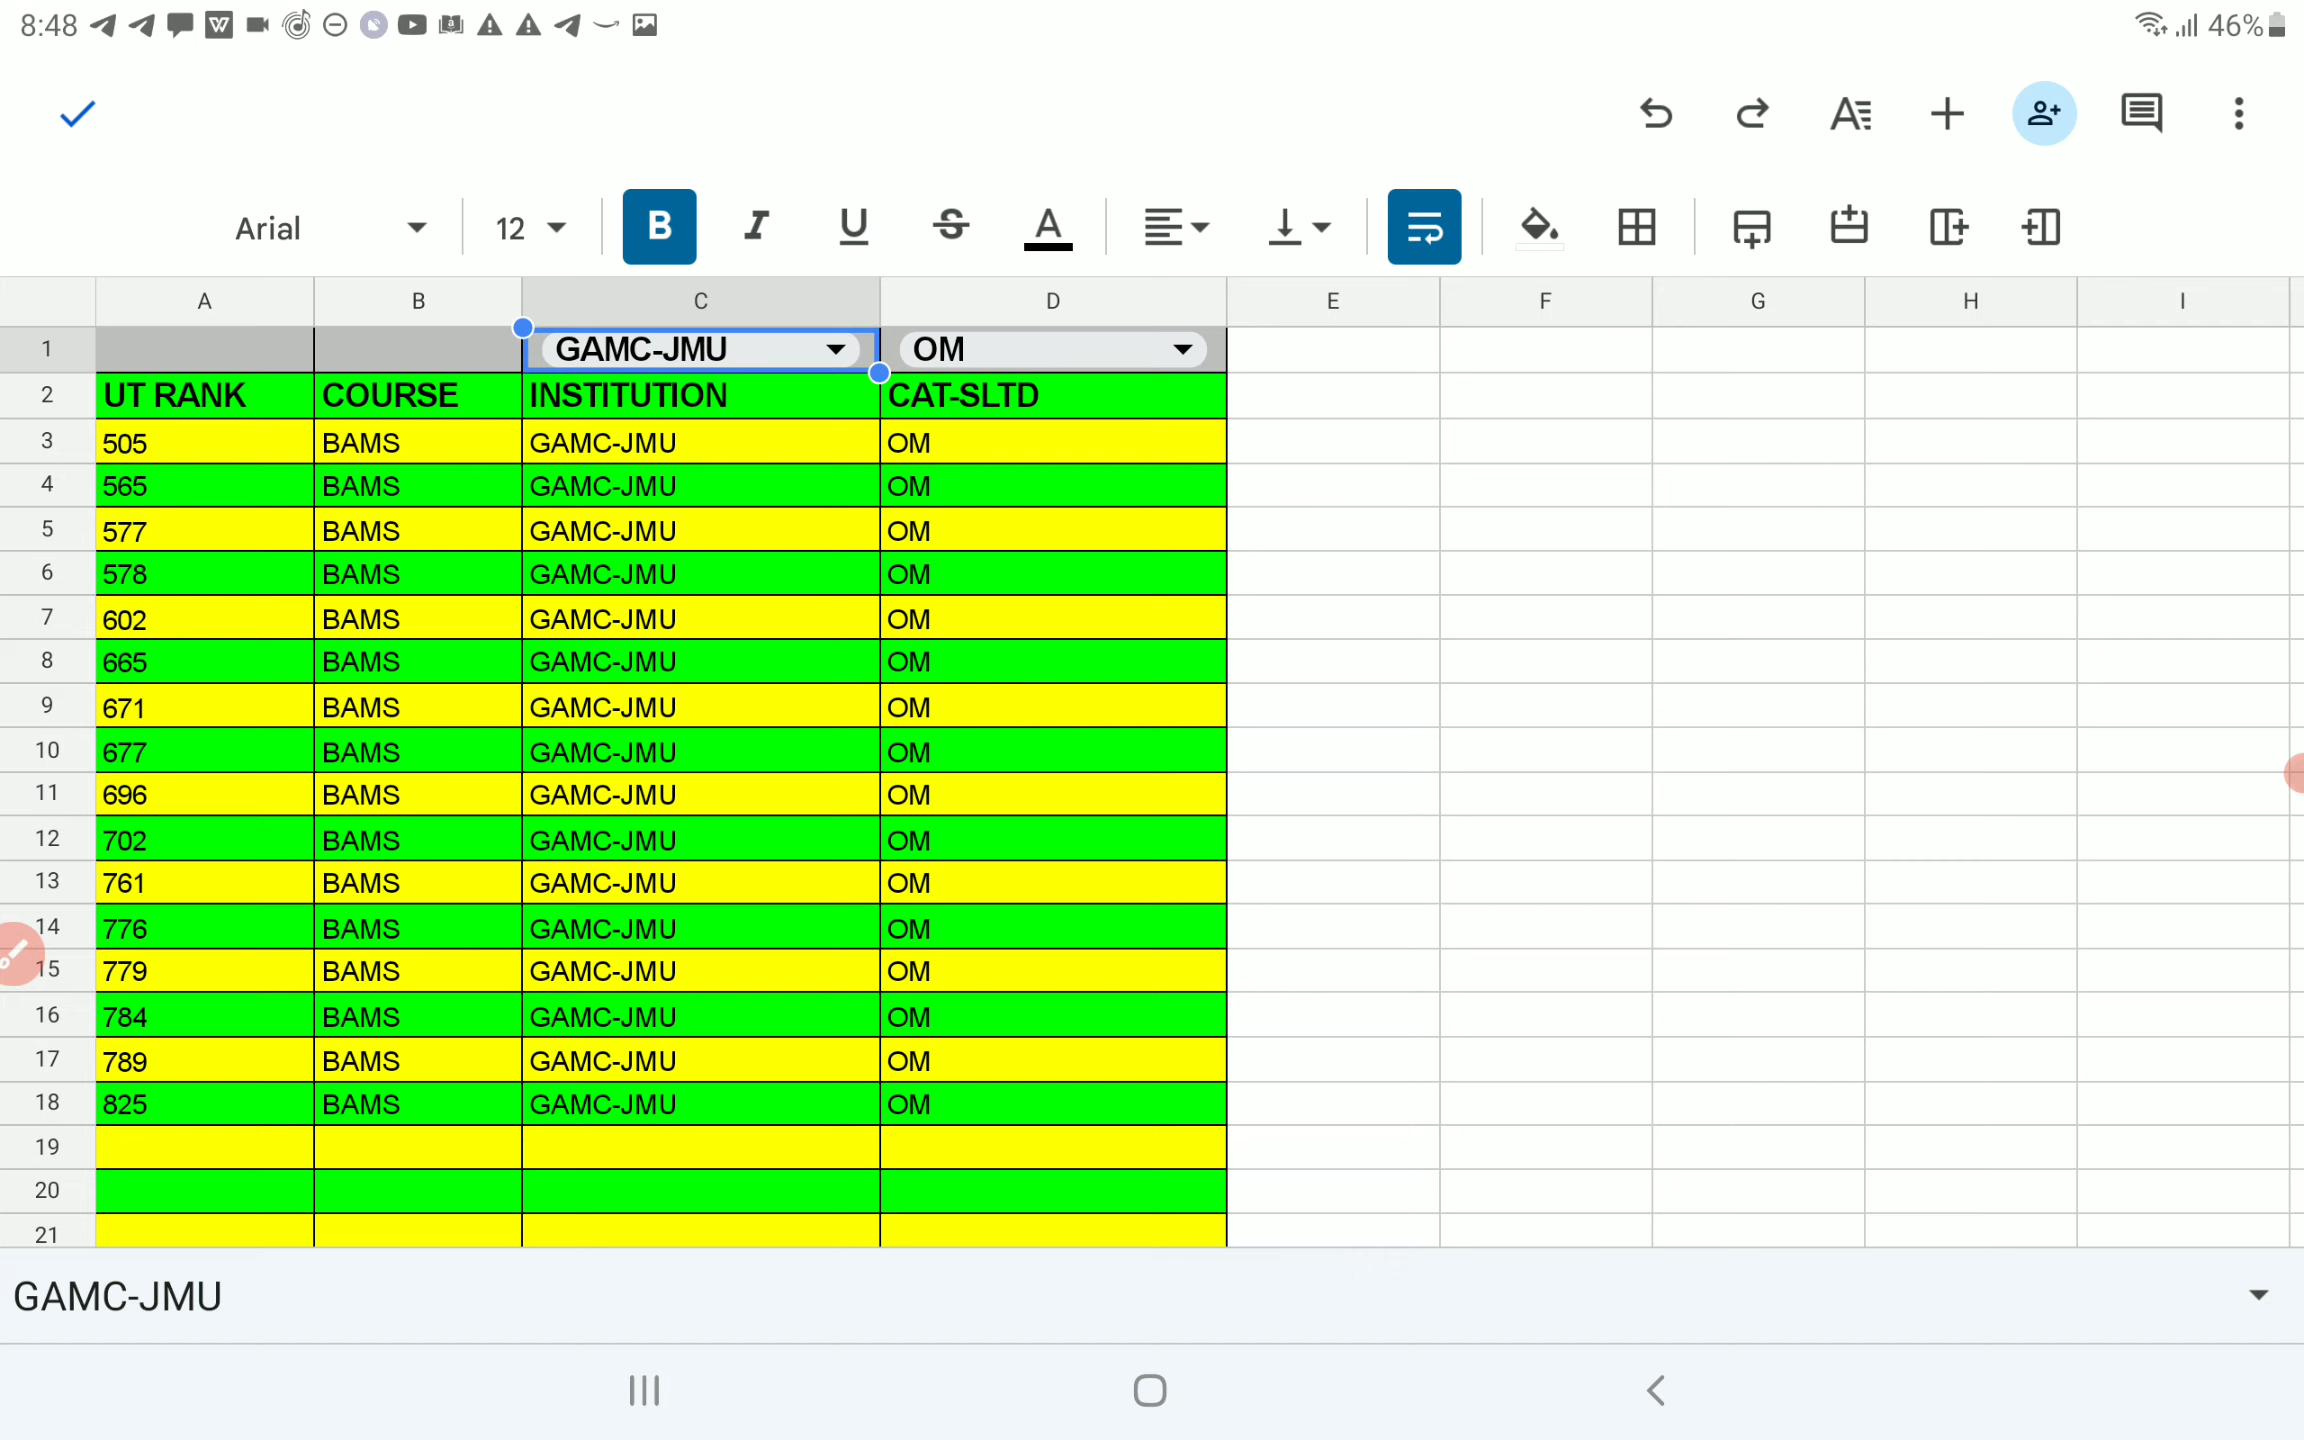 8:48 46%
Arial 12 B I U S A
A B C D E F G H I
1 GAMC-JMU OM
2 UT RANK COURSE INSTITUTION CAT-SLTD
3 505 BAMS GAMC-JMU OM
4 565 BAMS GAMC-JMU OM
5 577 BAMS GAMC-JMU OM
6 578 BAMS GAMC-JMU OM
7 602 BAMS GAMC-JMU OM
8 665 BAMS GAMC-JMU OM
9 671 BAMS GAMC-JMU OM
10 677 BAMS GAMC-JMU OM
11 696 BAMS GAMC-JMU OM
12 702 BAMS GAMC-JMU OM
13 761 BAMS GAMC-JMU OM
14 776 BAMS GAMC-JMU OM
15 779 BAMS GAMC-JMU OM
16 784 BAMS GAMC-JMU OM
17 789 BAMS GAMC-JMU OM
18 825 BAMS GAMC-JMU OM
19
20
21
GAMC-JMU